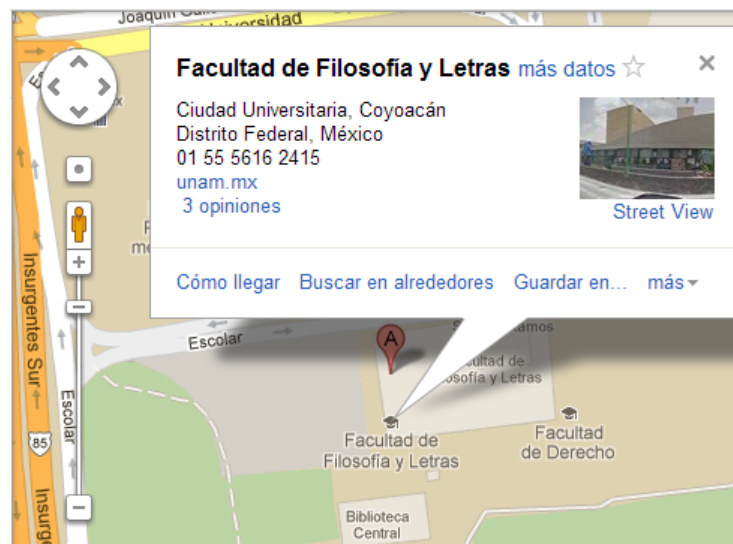 Joaquín
Universidad
Facultad de Filosofía y Letras más datos
Ciudad Universitaria, Coyoacán
Distrito Federal, México
01 55 5616 2415
unam.mx
3 opiniones
Street View
Cómo llegar Buscar en alrededores Guardar en... más
Insurgentes Sur
Escolar
Escolar
A
Facultad de
Filosofía y Letras
Facultad de
Filosofía y Letras
Facultad
de Derecho
85
Biblioteca
Central